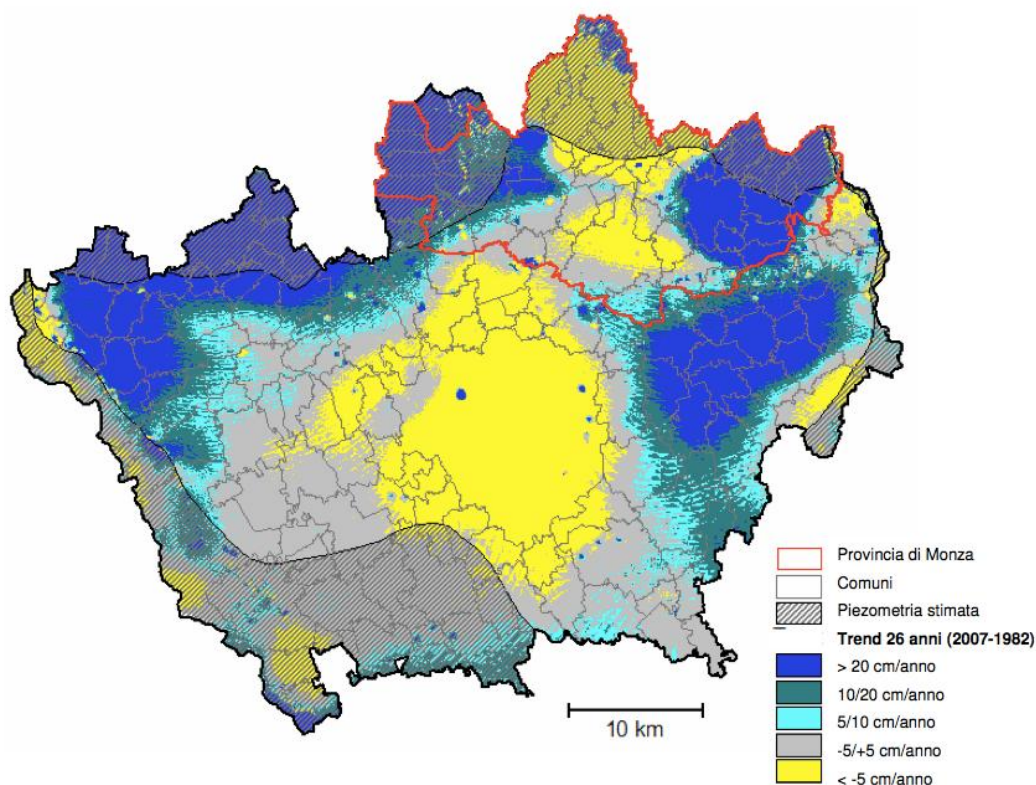 Provincia di Monza
Comuni
Piezometria stimata
Trend 26 anni (2007-1982)
> 20 cm/anno
10/20 cm/anno
5/10 cm/anno
-5/+5 cm/anno
< -5 cm/anno
10 km